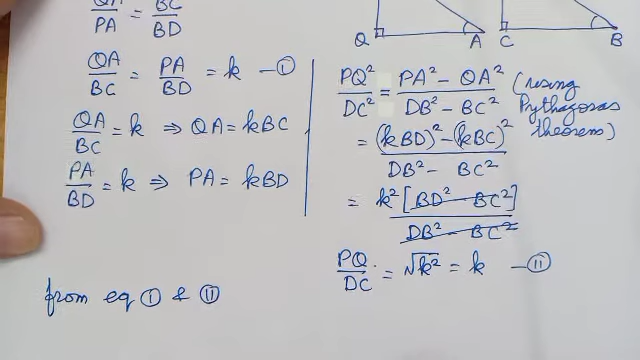 QA/PA = BC/BD
QA/BC = PA/BD = k — Ⓘ
QA/BC = k ⇒ QA = kBC
PA/BD = k ⇒ PA = kBD
from eq Ⓘ & ⓘⓘ
Q A C B
PQ²/DC² = PA² - QA²/DB² - BC² (using Pythagoras theorem)
= (kBD)² - (kBC)²/DB² - BC²
= k² [BD² - BC²]/DB² - BC²
PQ/DC = √k² = k — Ⓘⓘ